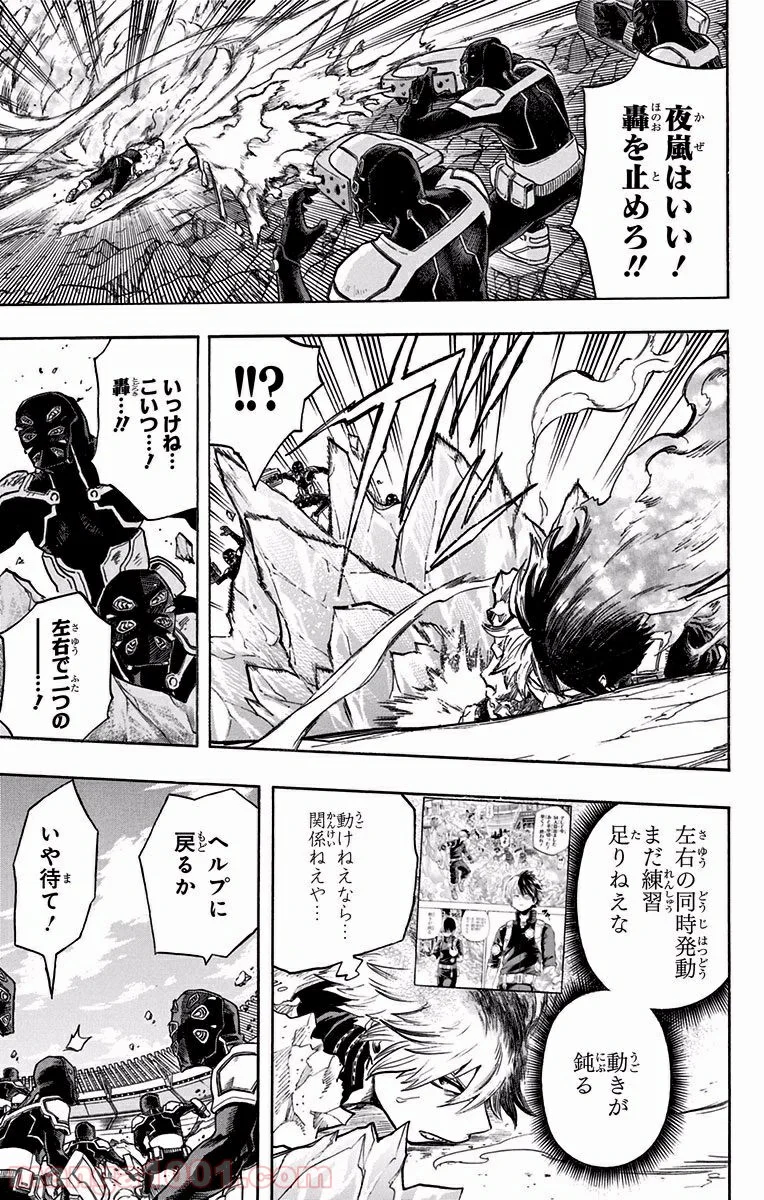 夜嵐はいい！
轟を止めろ!!
!!?
ガガガ
いっけね…
こいつ…！
轟…!!
左右で二つの
———…！
左右の同時発動
まだ練習
足りねえな
動きが
鈍る
動けねえなら…
関係ねえや…
ヘルプに
戻るか
いや待て！